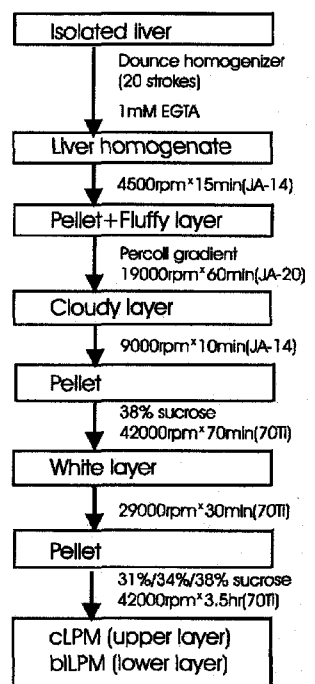 Isolated liver
Dounce homogenizer
(20 strokes)
1mM EGTA
Liver homogenate
4500rpm×15min(JA-14)
Pellet+Fluffy layer
Percoll gradient
19000rpm×60min(JA-20)
Cloudy layer
9000rpm×10min(JA-14)
Pellet
38% sucrose
42000rpm×70min(70Ti)
White layer
29000rpm×30min(70Ti)
Pellet
31%/34%/38% sucrose
42000rpm×3.5hr(70Ti)
cLPM (upper layer)
blLPM (lower layer)